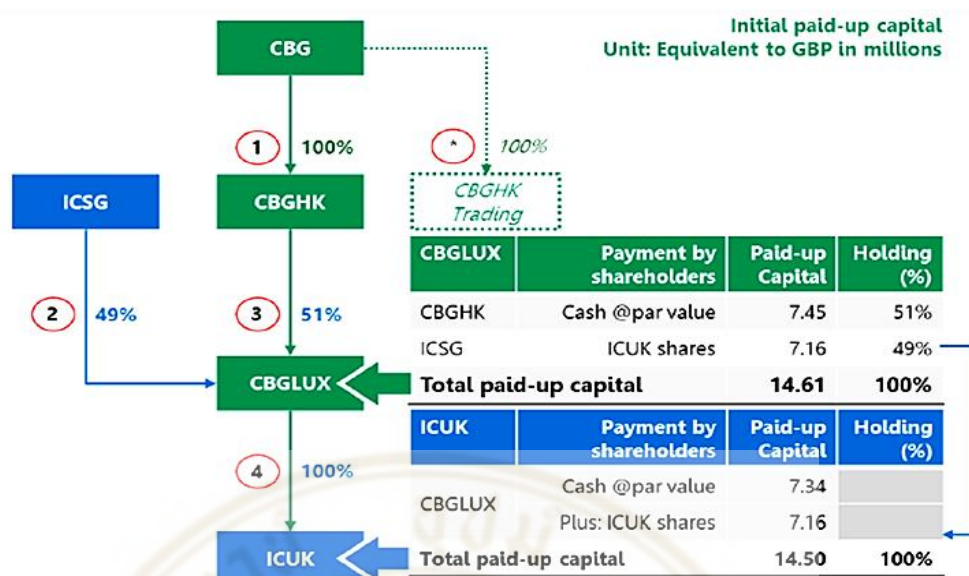 Initial paid-up capital
Unit: Equivalent to GBP in millions
CBG
1 100%
* 100%
ICSG
CBGHK
CBGHK
Trading
2 49%
3 51%
CBGLUX Payment by shareholders Paid-up Capital Holding (%)
CBGHK Cash @par value 7.45 51%
ICSG ICUK shares 7.16 49%
CBGLUX
Total paid-up capital 14.61 100%
ICUK Payment by shareholders Paid-up Capital Holding (%)
4 100%
CBGLUX
Cash @par value 7.34
Plus: ICUK shares 7.16
ICUK
Total paid-up capital 14.50 100%